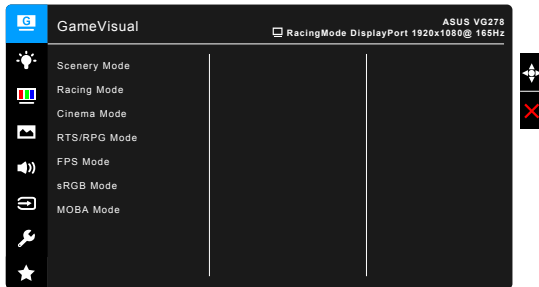 G
GameVisual
ASUS VG278
RacingMode DisplayPort 1920x1080@ 165Hz
Scenery Mode
Racing Mode
Cinema Mode
RTS/RPG Mode
FPS Mode
sRGB Mode
MOBA Mode